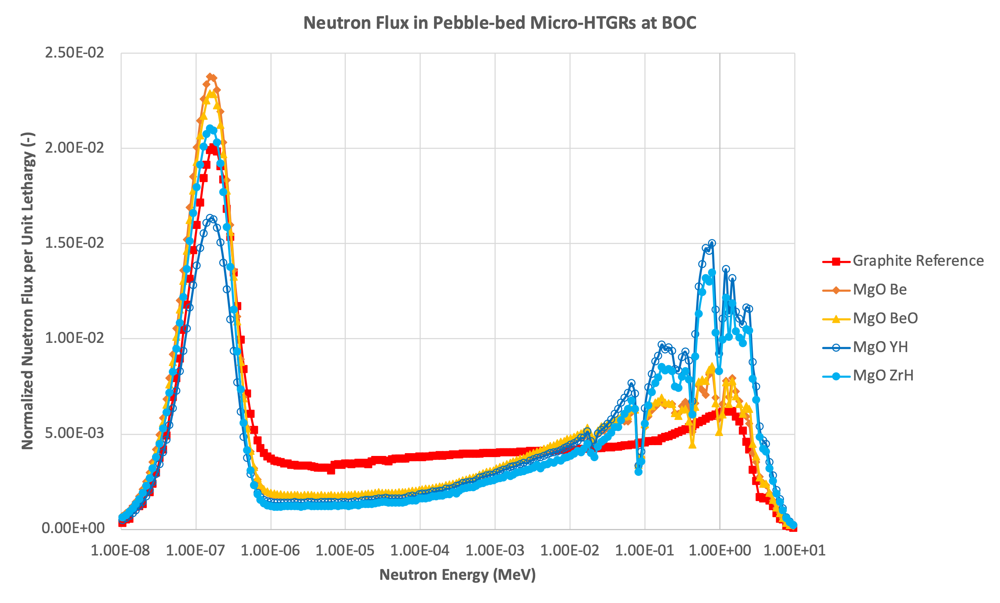 Neutron Flux in Pebble-bed Micro-HTGRs at BOC
Normalized Nuetron Flux per Unit Lethargy (-)
2.50E-02
2.00E-02
1.50E-02
1.00E-02
5.00E-03
0.00E+00
1.00E-08 1.00E-07 1.00E-06 1.00E-05 1.00E-04 1.00E-03 1.00E-02 1.00E-01 1.00E+00 1.00E+01
Neutron Energy (MeV)
Graphite Reference
MgO Be
MgO BeO
MgO YH
MgO ZrH